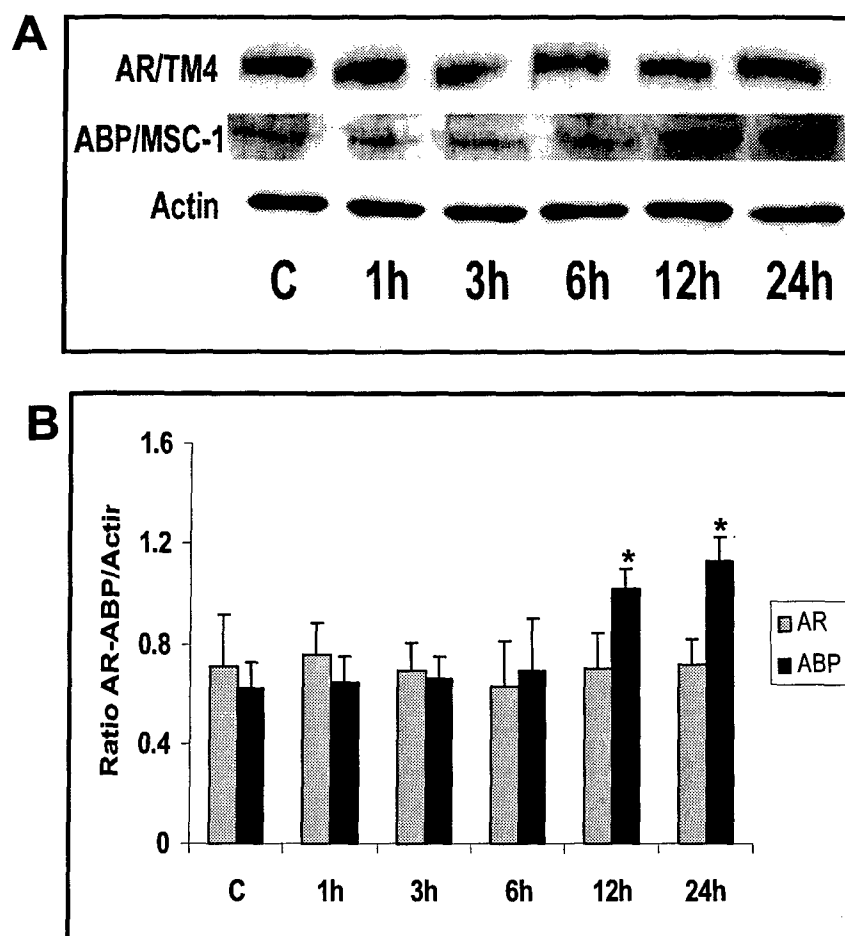 A
AR/TM4
ABP/MSC-1
Actin
C 1h 3h 6h 12h 24h
B
Ratio AR-ABP/Actir
1.6
1.2
0.8
0.4
0
* *
C 1h 3h 6h 12h 24h
AR
ABP